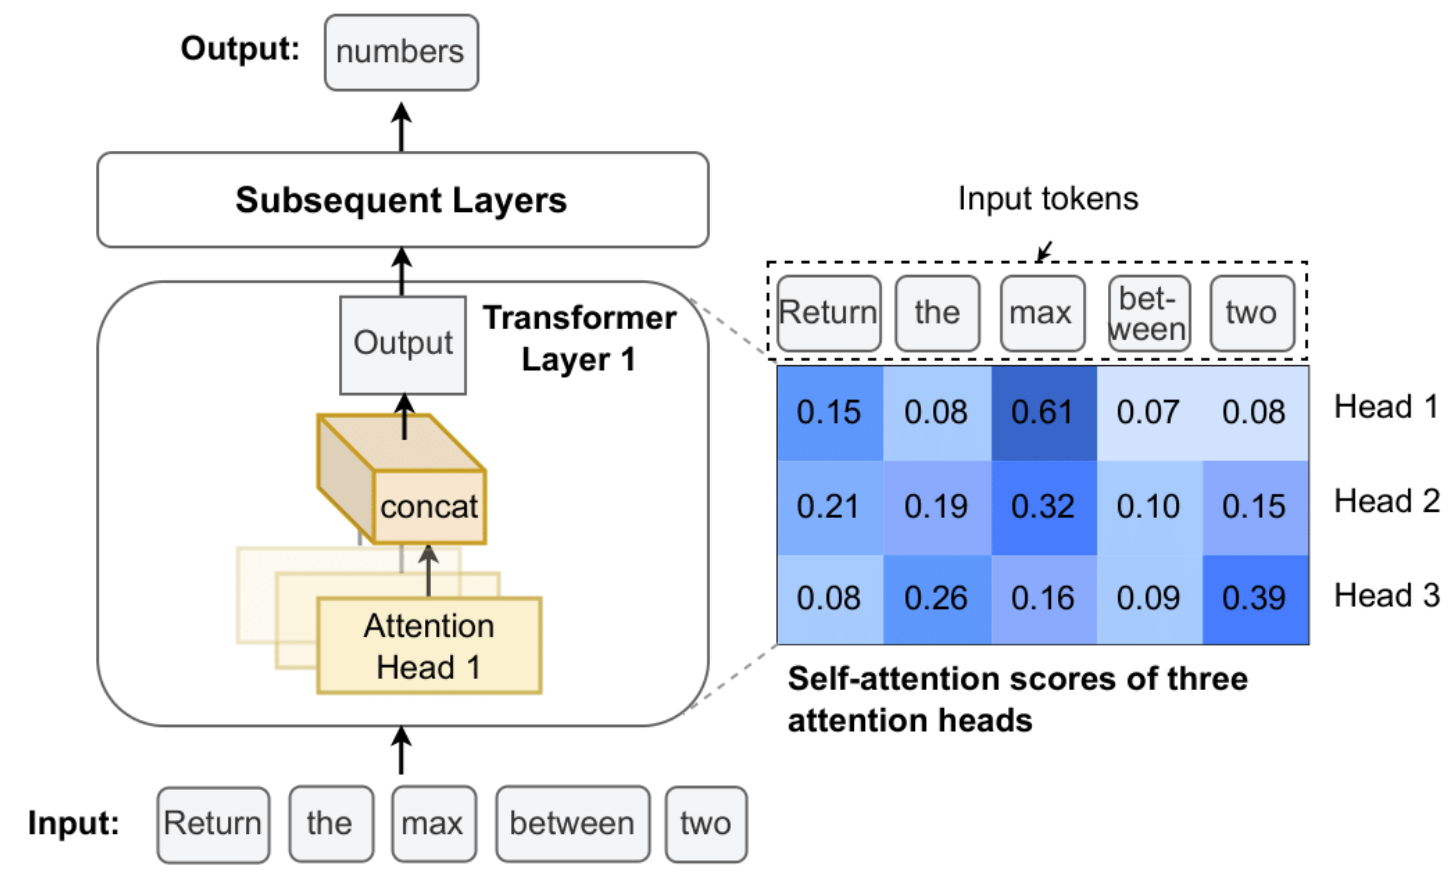 Output:
numbers
Subsequent Layers
Output
Transformer
Layer 1
concat
Attention
Head 1
Input:
Return
the
max
between
two
Input tokens
Return
the
max
bet-
ween
two
0.15 0.08 0.61 0.07 0.08 Head 1
0.21 0.19 0.32 0.10 0.15 Head 2
0.08 0.26 0.16 0.09 0.39 Head 3
Self-attention scores of three
attention heads